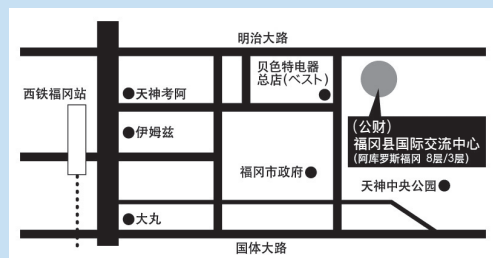 明治大路
贝色特电器
总店(ベスト)
西铁福冈站
天神考阿
伊姆兹
(公财)
福冈县国际交流中心
(阿库罗斯福冈 8层/3层)
福冈市政府
天神中央公园
大丸
国体大路